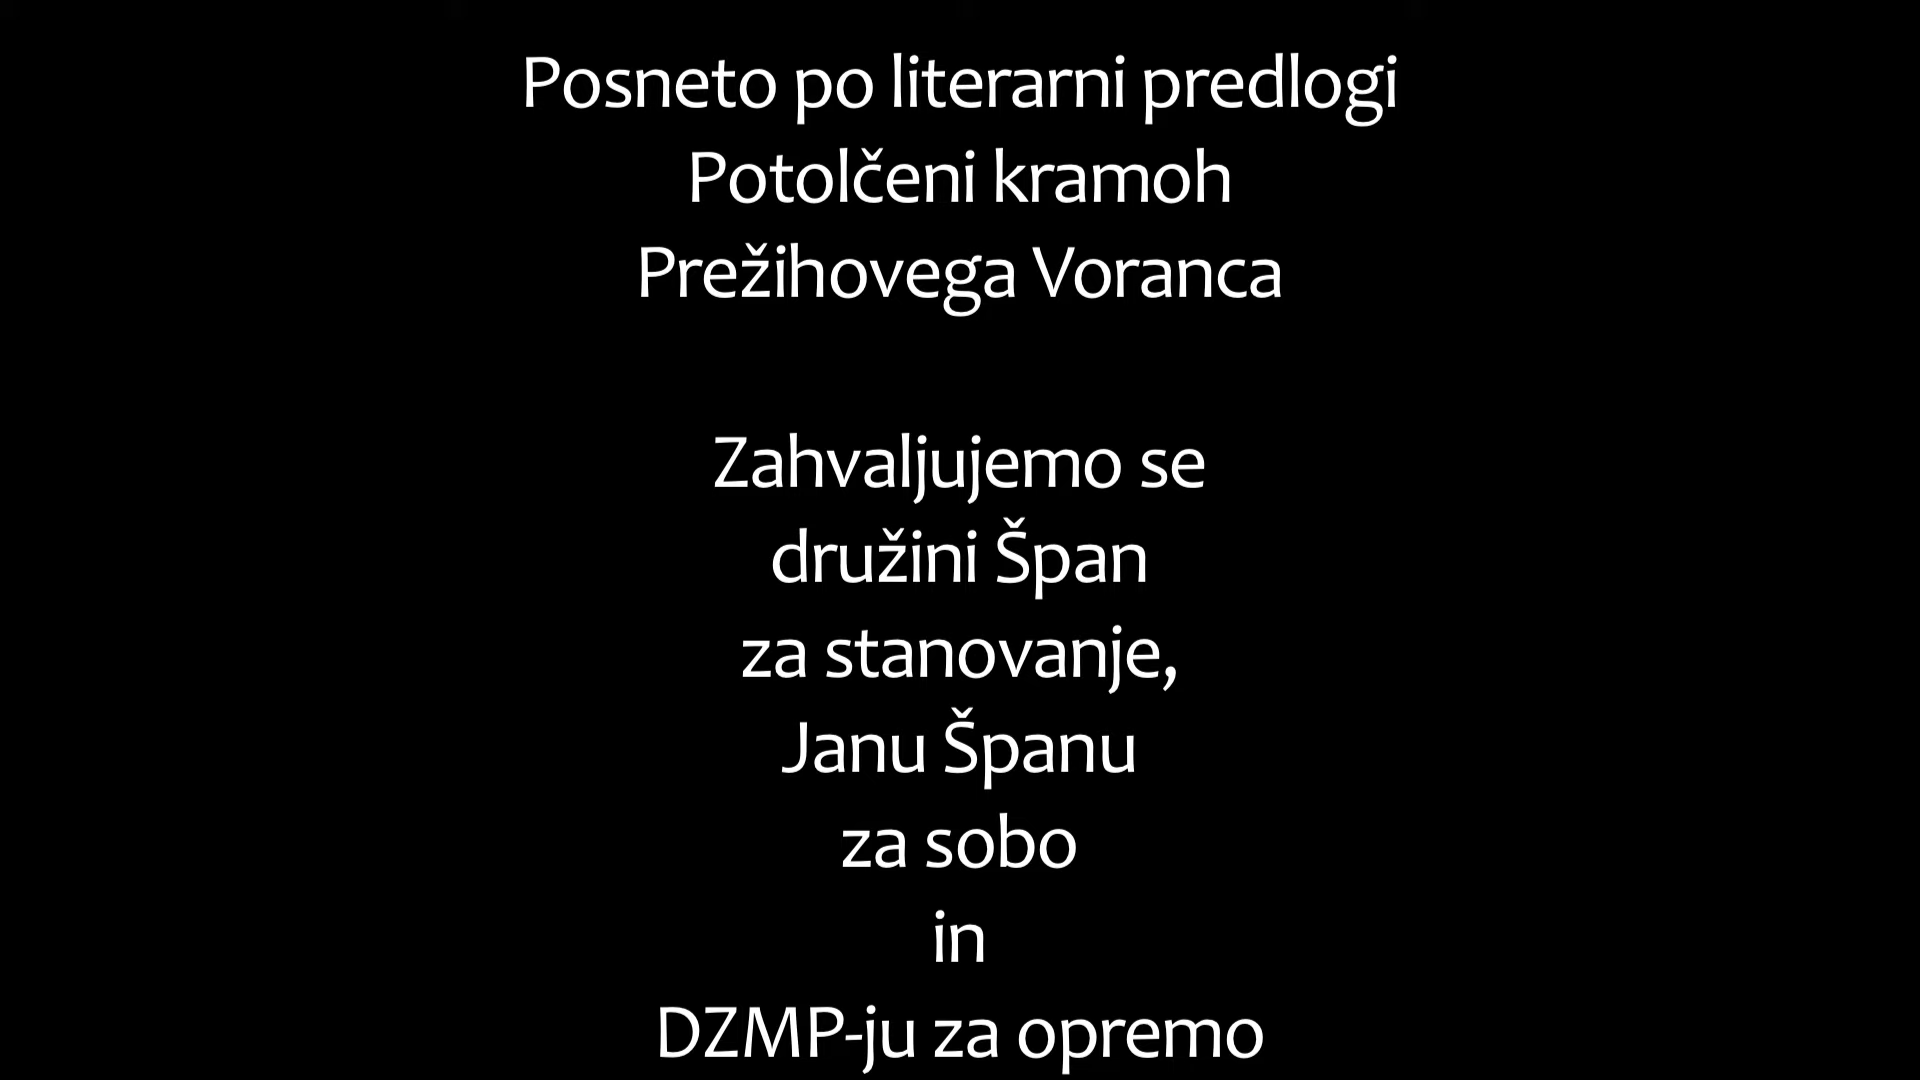 Posneto po literarni predlogi
Potolčeni kramoh
Prežihovega Voranca
Zahvaljujemo se
družini Špan
za stanovanje,
Janu Španu
za sobo
in
DZMP-ju za opremo